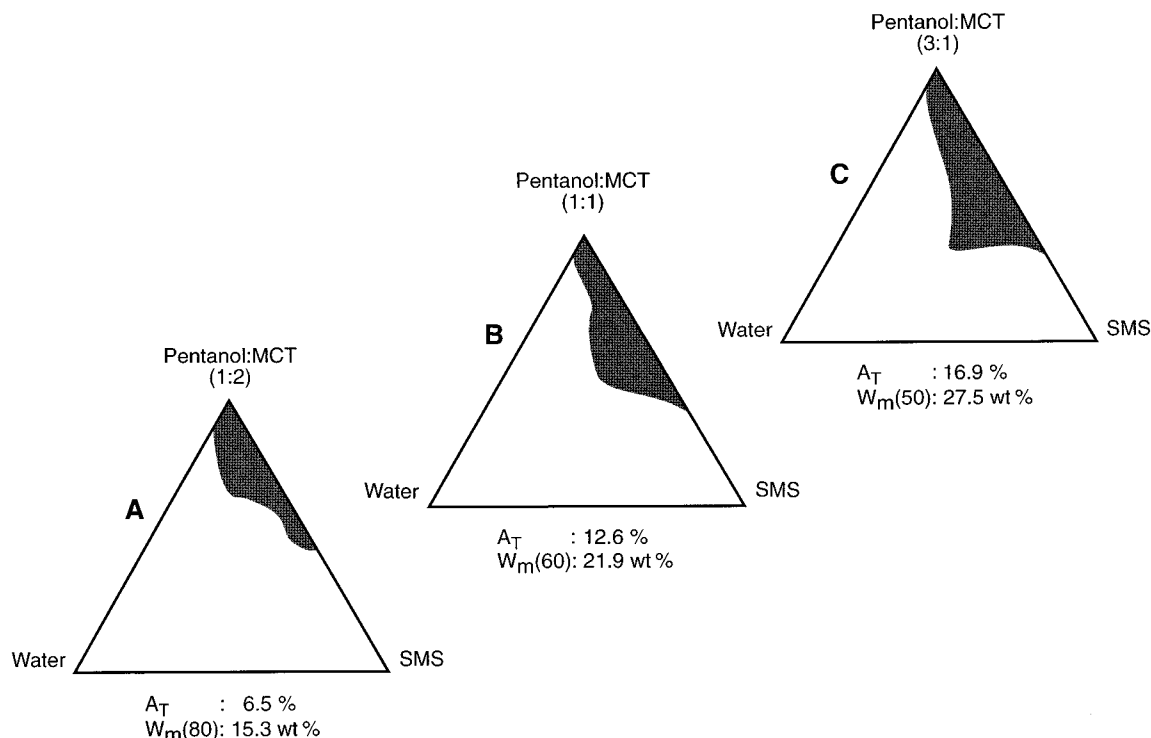 Pentanol:MCT
(3:1)
C
Water
SMS
A_T : 16.9 %
W_m(50): 27.5 wt %
Pentanol:MCT
(1:1)
B
Water
SMS
A_T : 12.6 %
W_m(60): 21.9 wt %
Pentanol:MCT
(1:2)
A
Water
SMS
A_T : 6.5 %
W_m(80): 15.3 wt %